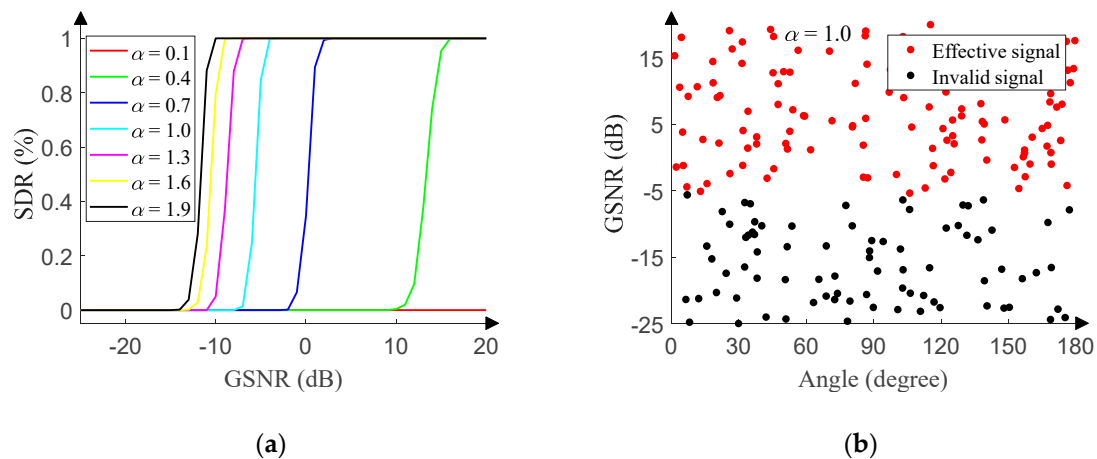 1
0.8
0.6
0.4
0.2
0
SDR (%)
α = 0.1
α = 0.4
α = 0.7
α = 1.0
α = 1.3
α = 1.6
α = 1.9
-20
-10
0
10
20
GSNR (dB)
(a)
α = 1.0
Effective signal
Invalid signal
15
5
-5
-15
-25
GSNR (dB)
0
30
60
90
120
150
180
Angle (degree)
(b)